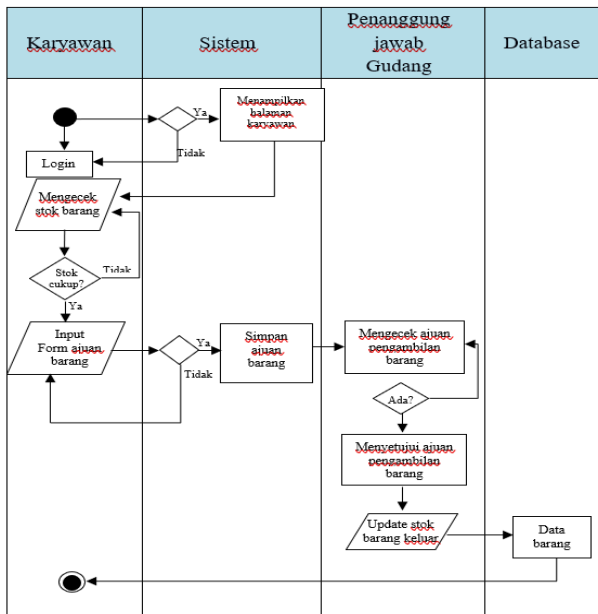 Karyawan
Sistem
Penanggung
jawab
Gudang
Database
Ya
Menampilkan
halaman
karyawan
Tidak
Login
Mengecek
stok barang
Stok
cukup?
Tidak
Ya
Input
Form ajuan
barang
Ya
Tidak
Simpan
ajuan
barang
Mengecek ajuan
pengambilan
barang
Ada?
Menyetujui ajuan
pengambilan
barang
Update stok
barang keluar
Data
barang